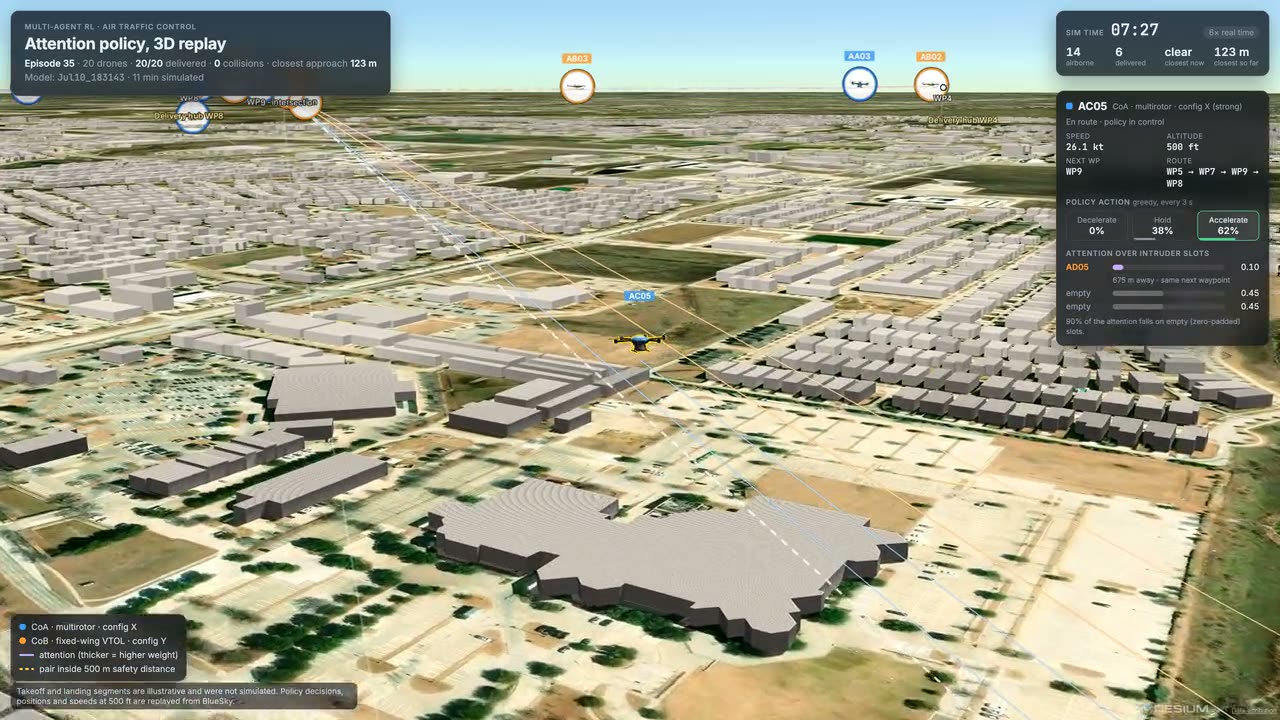 MULTI-AGENT RL · AIR TRAFFIC CONTROL
Attention policy, 3D replay
Episode 35 · 20 drones · 20/20 delivered · 0 collisions · closest approach 123 m
Model: Jul10_183143 · 11 min simulated
SIM TIME 07:27 6× real time
14 6 clear 123 m
airborne delivered closest now closest so far
AB03
AA03
AB02
WP4
Delivery hub WP4
WP8
WP9 · intersection
Delivery hub WP8
AC05 CoA · multirotor · config X (strong)
En route · policy in control
SPEED ALTITUDE
26.1 kt 500 ft
NEXT WP ROUTE
WP9 WP5 → WP7 → WP9 →
WP8
POLICY ACTION greedy, every 3 s
Decelerate Hold Accelerate
0% 38% 62%
ATTENTION OVER INTRUDER SLOTS
AD05 0.10
675 m away · same next waypoint
empty 0.45
empty 0.45
90% of the attention falls on empty (zero-padded)
slots.
AC05
CoA · multirotor · config X
CoB · fixed-wing VTOL · config Y
attention (thicker = higher weight)
pair inside 500 m safety distance
Takeoff and landing segments are illustrative and were not simulated. Policy decisions,
positions and speeds at 500 ft are replayed from BlueSky.
CESIUM Data attribution